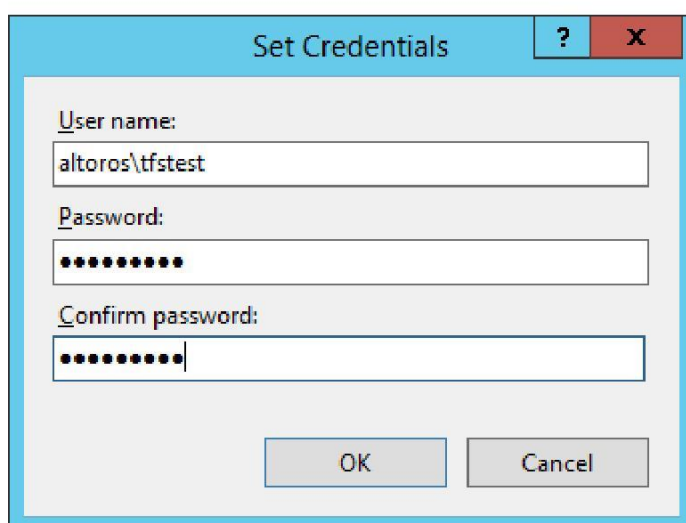 Set Credentials
?
x
User name:
altoros\tfstest
Password:
●●●●●●●●●
Confirm password:
●●●●●●●●●
OK
Cancel